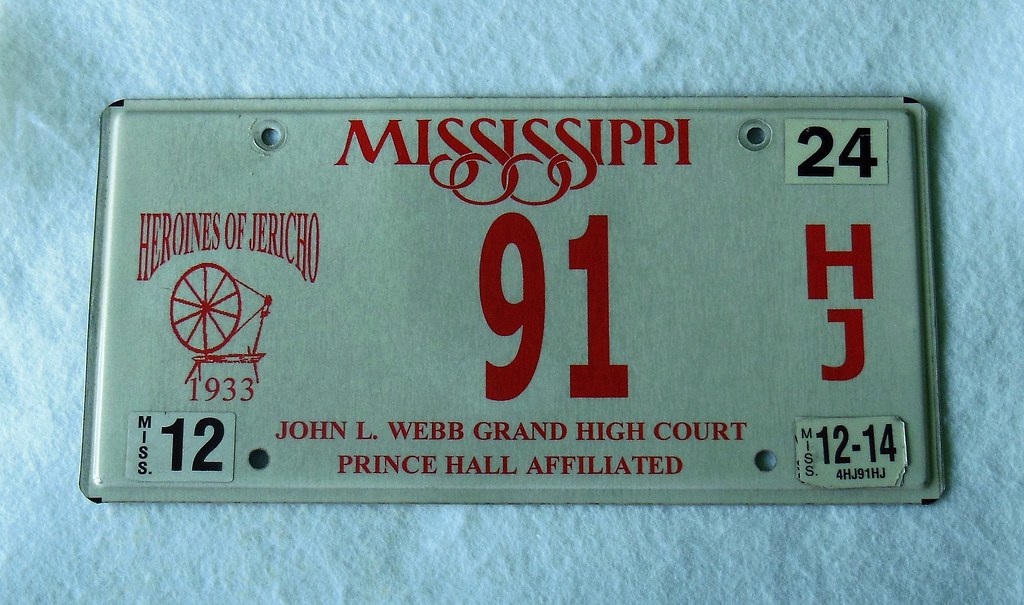 MISSISSIPPI
24
HEROINES OF JERICHO
91
H
J
1933
MISS. 12
JOHN L. WEBB GRAND HIGH COURT
PRINCE HALL AFFILIATED
MISS. 12-14
4HJ91HJ